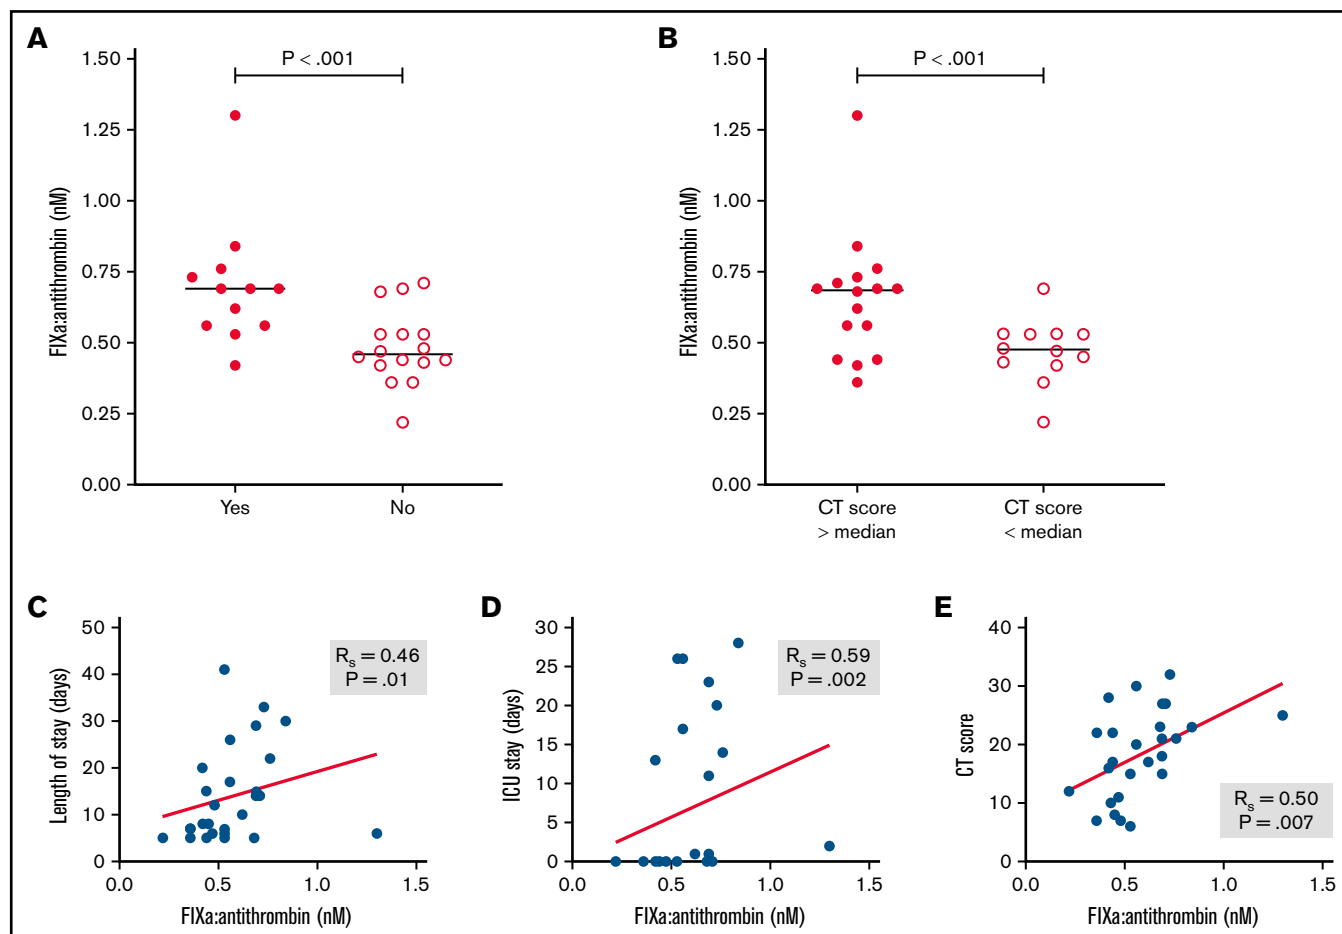 A
P < .001
1.50
1.25
1.00
0.75
0.50
0.25
0.00
FIXa:antithrombin (nM)
Yes
No
B
P < .001
1.50
1.25
1.00
0.75
0.50
0.25
0.00
FIXa:antithrombin (nM)
CT score
> median
CT score
< median
C
50
40
30
20
10
0
Length of stay (days)
Rs = 0.46
P = .01
0.0
0.5
1.0
1.5
FIXa:antithrombin (nM)
D
30
25
20
15
10
5
0
ICU stay (days)
Rs = 0.59
P = .002
0.0
0.5
1.0
1.5
FIXa:antithrombin (nM)
E
40
30
20
10
0
CT score
Rs = 0.50
P = .007
0.0
0.5
1.0
1.5
FIXa:antithrombin (nM)